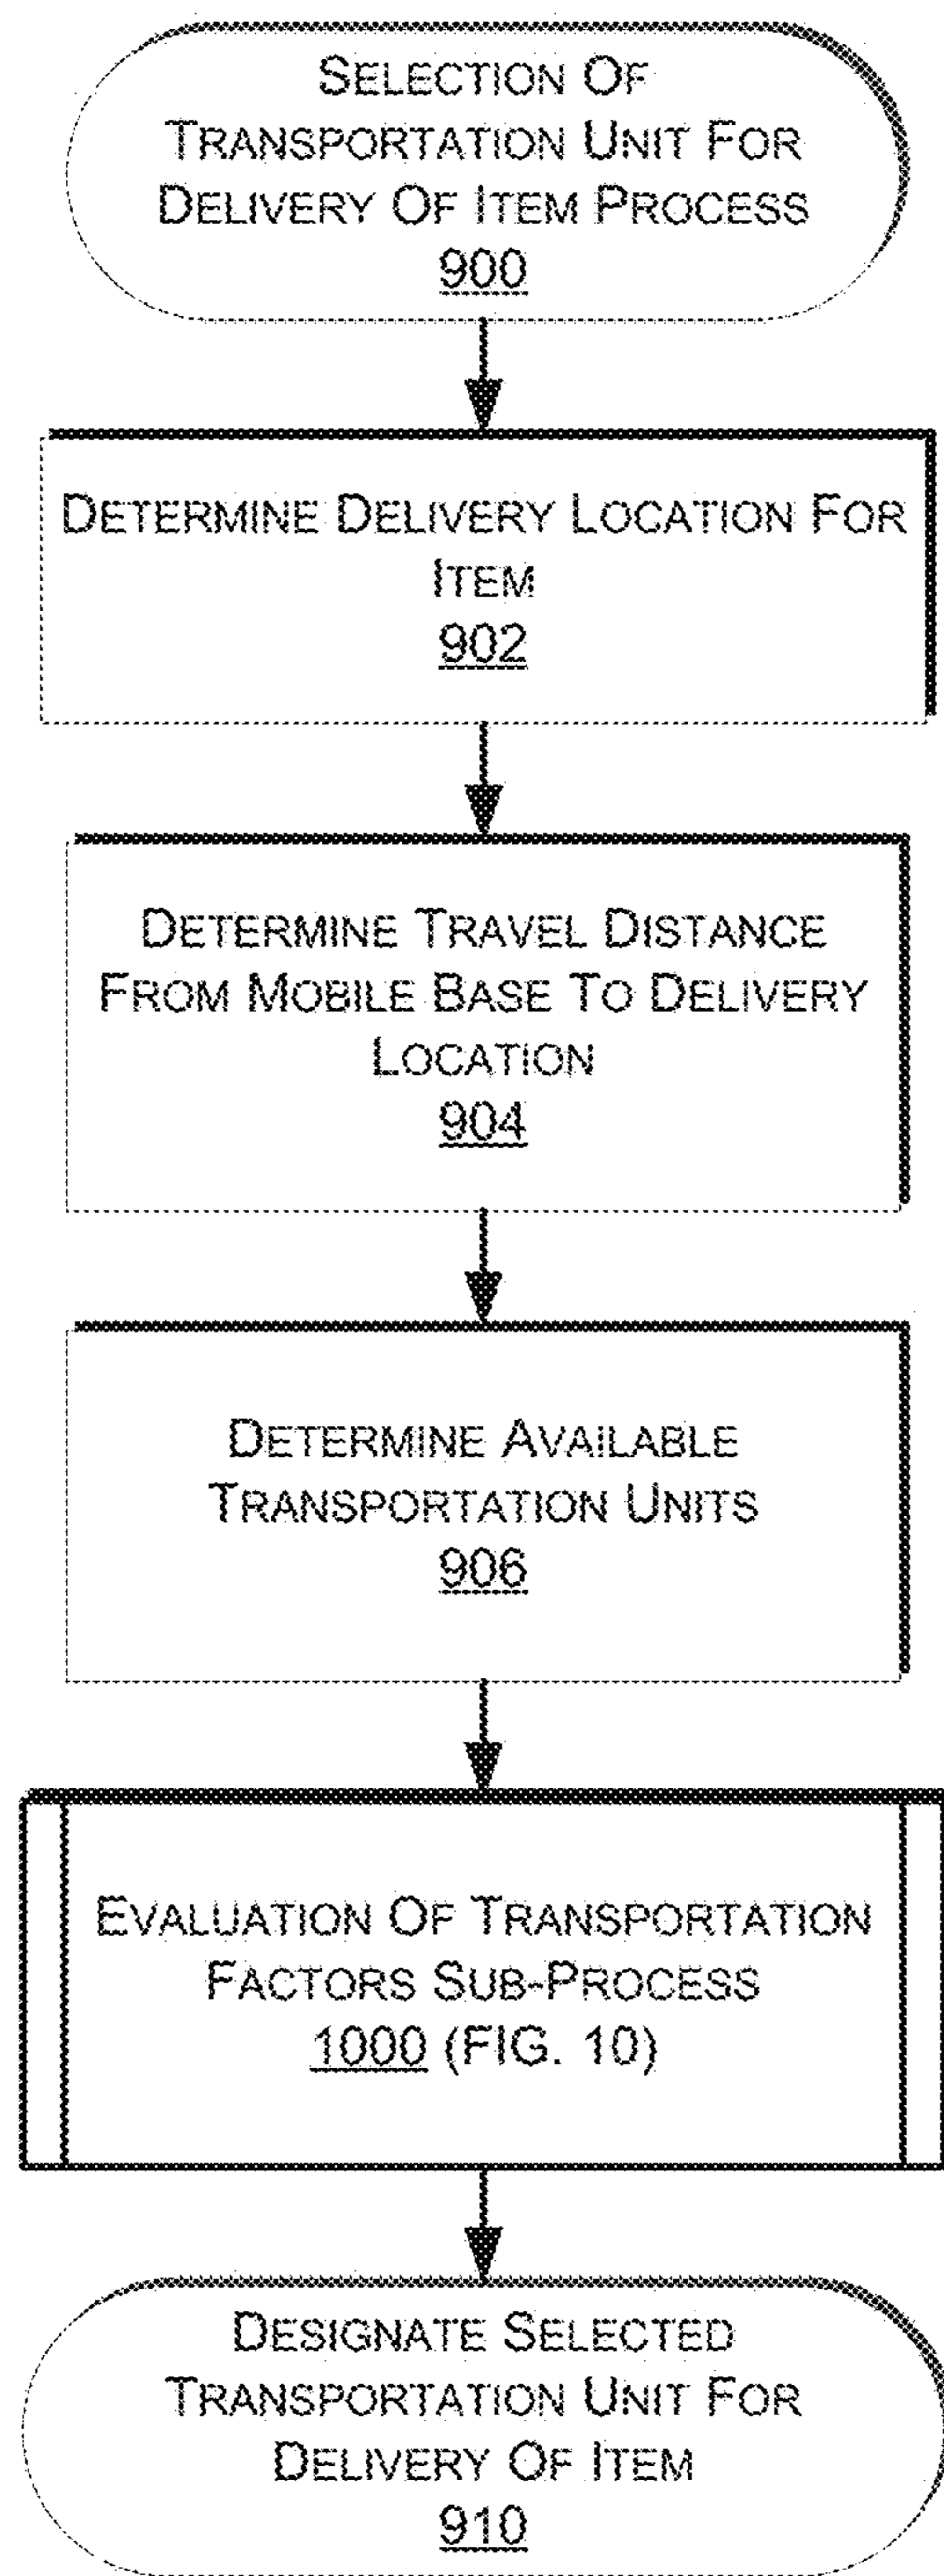 SELECTION OF
TRANSPORTATION UNIT FOR
DELIVERY OF ITEM PROCESS
900
DETERMINE DELIVERY LOCATION FOR
ITEM
902
DETERMINE TRAVEL DISTANCE
FROM MOBILE BASE TO DELIVERY
LOCATION
904
DETERMINE AVAILABLE
TRANSPORTATION UNITS
906
EVALUATION OF TRANSPORTATION
FACTORS SUB-PROCESS
1000 (FIG. 10)
DESIGNATE SELECTED
TRANSPORTATION UNIT FOR
DELIVERY OF ITEM
910